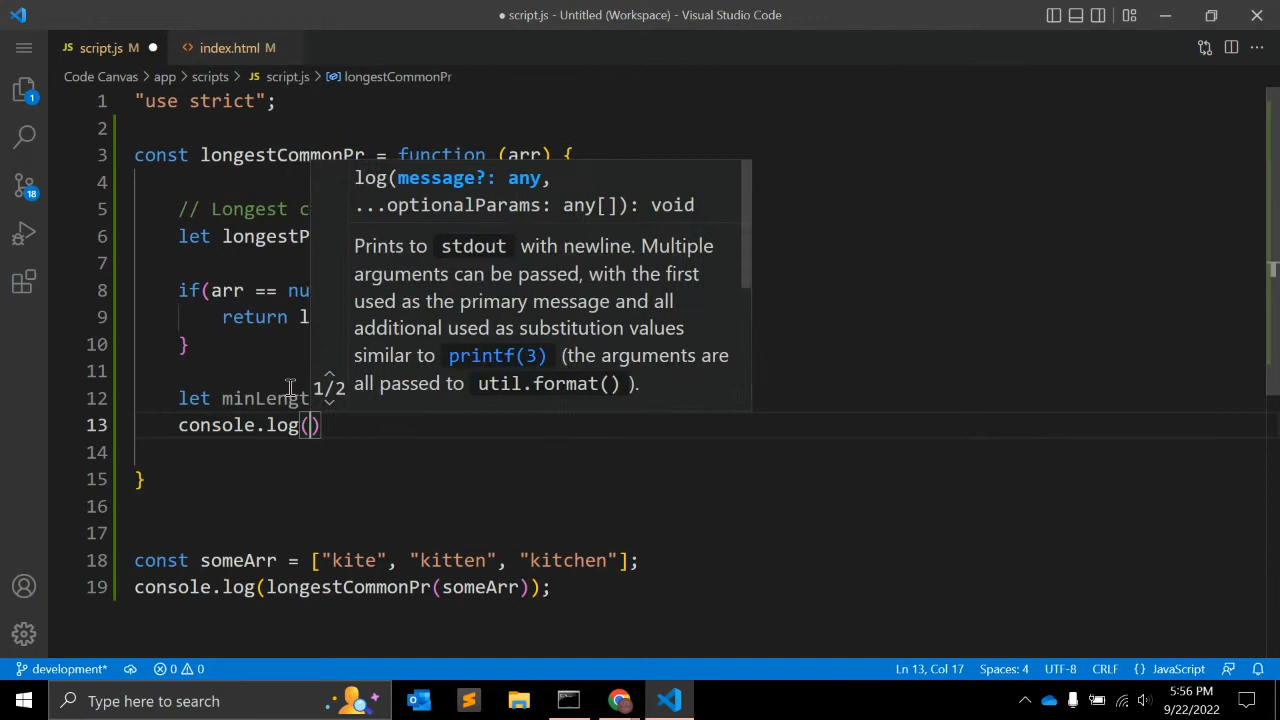 ● script.js - Untitled (Workspace) - Visual Studio Code
JS script.js M ● <> index.html M
Code Canvas > app > scripts > JS script.js > longestCommonPr
1 "use strict";
2
3 const longestCommonPr = function (arr) {
4
5 // Longest c
6 let longestP
7
8 if(arr == nu
9 return l
10 }
11
12 let minLengt
13 console.log()
14
15 }
16
17
18 const someArr = ["kite", "kitten", "kitchen"];
19 console.log(longestCommonPr(someArr));
log(message?: any,
...optionalParams: any[]): void
Prints to stdout with newline. Multiple
arguments can be passed, with the first
used as the primary message and all
additional used as substitution values
similar to printf(3) (the arguments are
all passed to util.format() ).
1/2
1
18
development* 0 0 Ln 13, Col 17 Spaces: 4 UTF-8 CRLF {} JavaScript
Type here to search
5:56 PM
9/22/2022